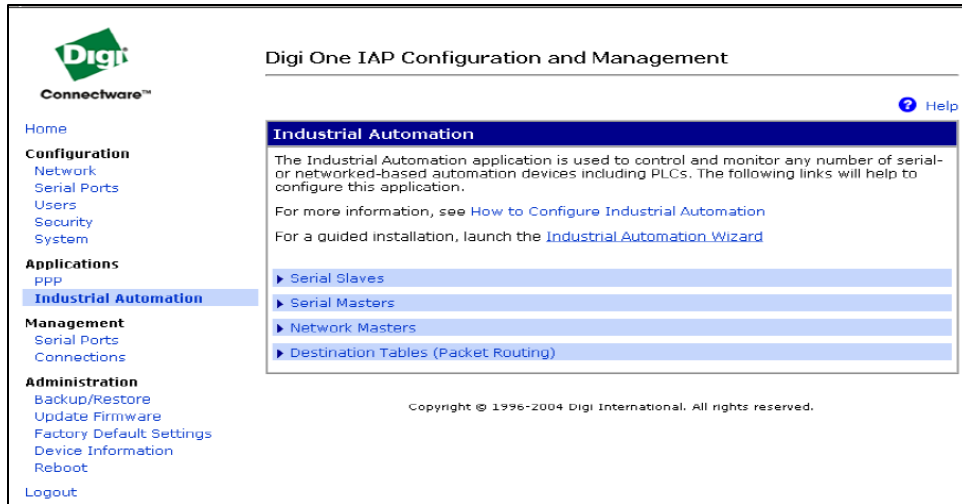 Digi
Connectware™
Digi One IAP Configuration and Management
? Help
Home
Configuration
Network
Serial Ports
Users
Security
System
Applications
PPP
Industrial Automation
Management
Serial Ports
Connections
Administration
Backup/Restore
Update Firmware
Factory Default Settings
Device Information
Reboot
Logout
Industrial Automation
The Industrial Automation application is used to control and monitor any number of serial-
or networked-based automation devices including PLCs. The following links will help to
configure this application.
For more information, see How to Configure Industrial Automation
For a guided installation, launch the Industrial Automation Wizard
Serial Slaves
Serial Masters
Network Masters
Destination Tables (Packet Routing)
Copyright © 1996-2004 Digi International. All rights reserved.